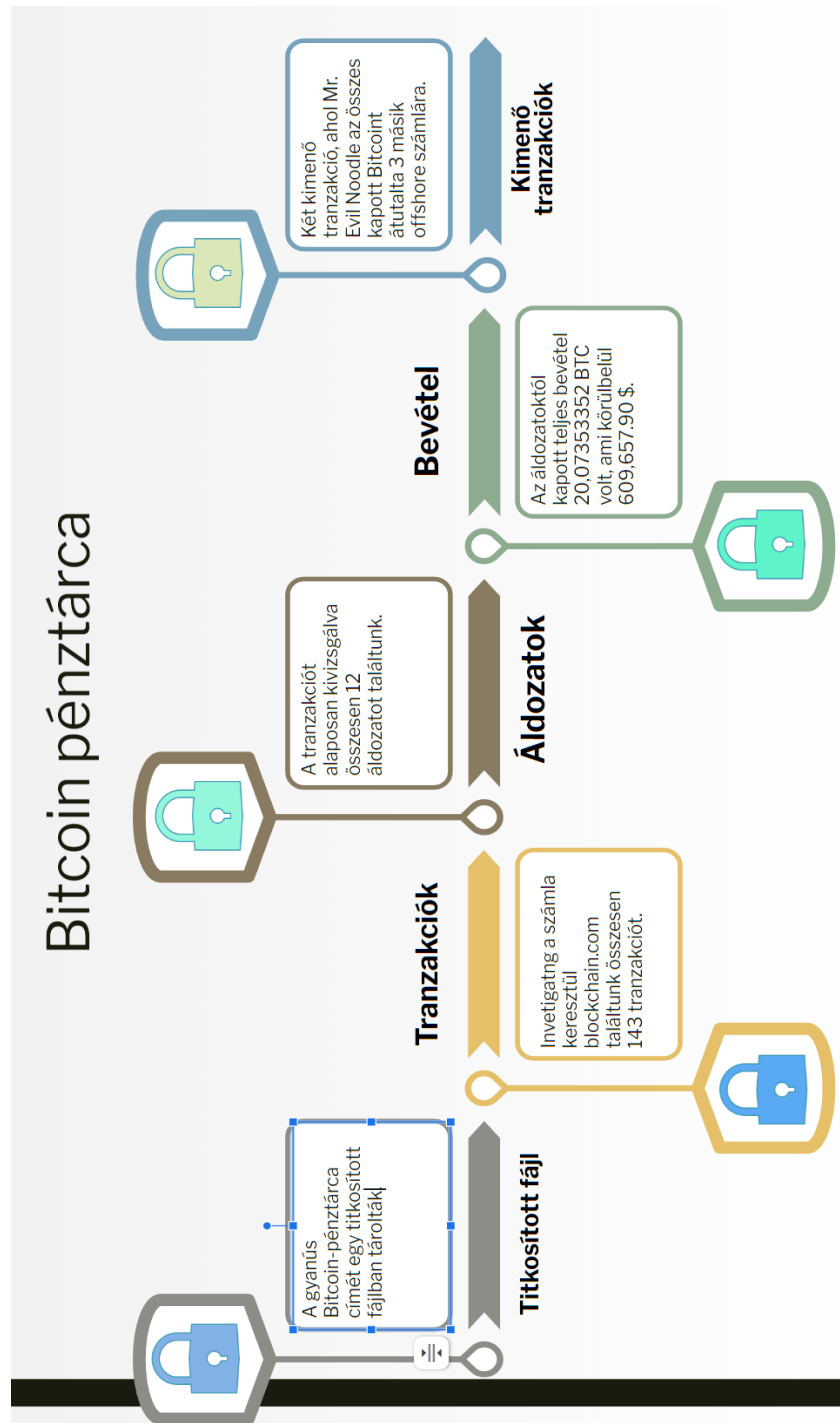 Bitcoin pénztárca
A gyanús
Bitcoin-pénztárca
címét egy titkosított
fájlban tárolták.
Titkosított fájl
Tranzakciók
Invetigatng a számla
keresztül
blockchain.com
találtunk összesen
143 tranzakciót.
A tranzakciót
alaposan kivizsgálva
összesen 12
áldozatot találtunk.
Áldozatok
Bevétel
Az áldozatoktól
kapott teljes bevétel
20,07353352 BTC
volt, ami körülbelül
609,657.90 $.
Két kimenő
tranzakció, ahol Mr.
Evil Noodle az összes
kapott Bitcoint
átutalta 3 másik
offshore számlára.
Kimenő
tranzakciók